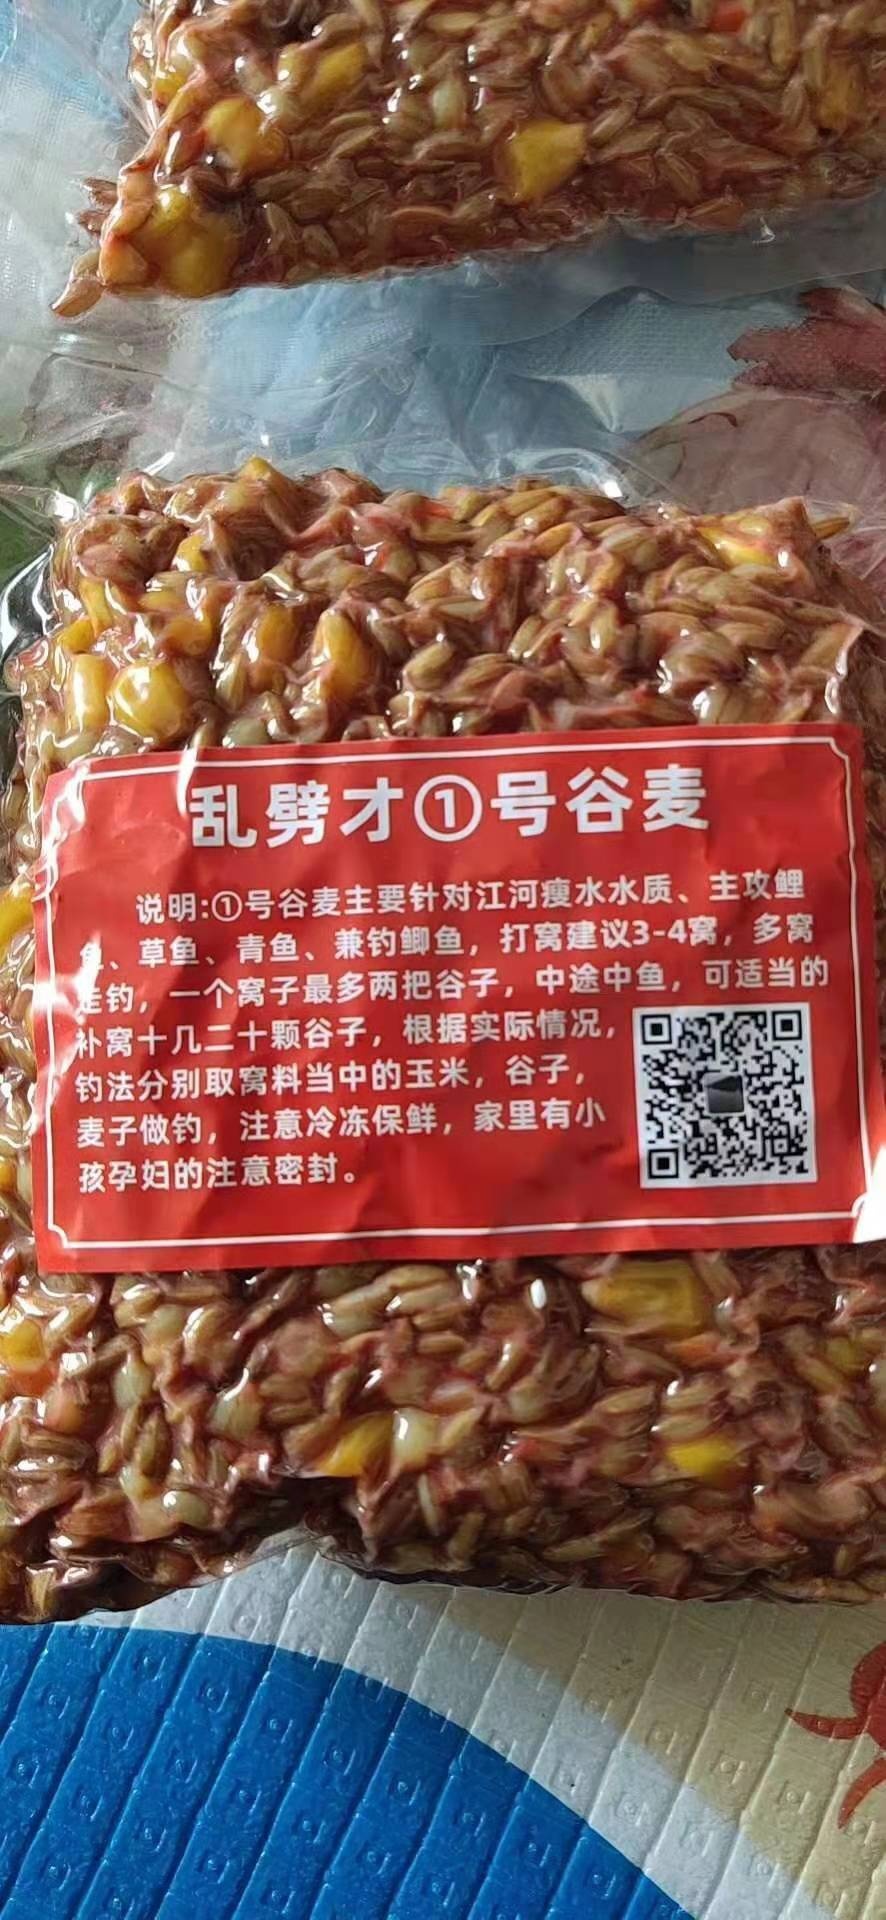 乱劈才①号谷麦
说明:①号谷麦主要针对江河瘦水水质、主攻鲤
鱼、草鱼、青鱼、兼钓鲫鱼，打窝建议3-4窝，多窝
走钓，一个窝子最多两把谷子，中途中鱼，可适当的
补窝十几二十颗谷子，根据实际情况，
钓法分别取窝料当中的玉米，谷子，
麦子做钓，注意冷冻保鲜，家里有小
孩孕妇的注意密封。